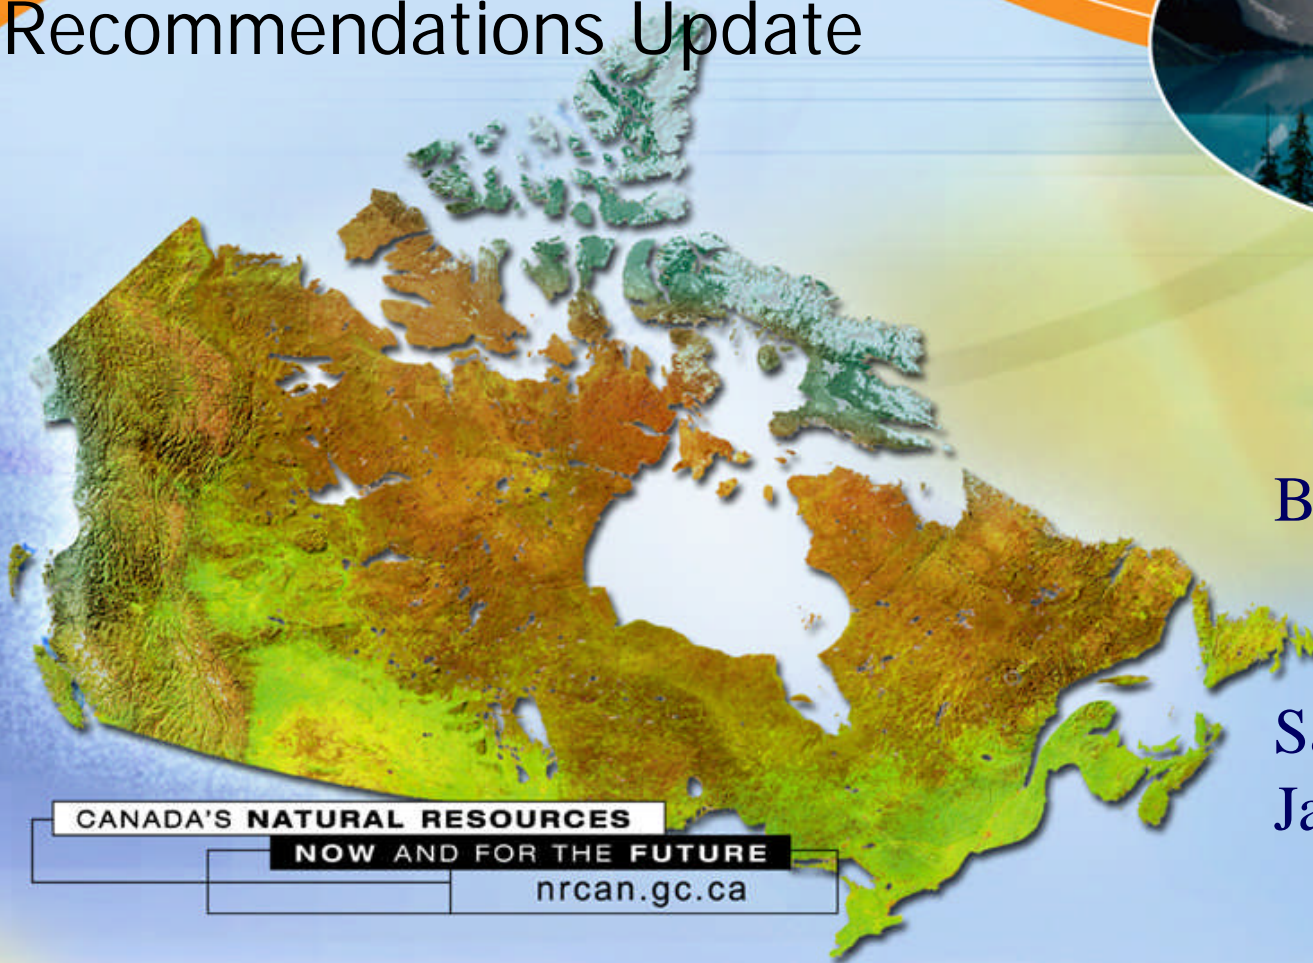 Recommendations Update
CANADA'S NATURAL RESOURCES
NOW AND FOR THE FUTURE
nrcan.gc.ca